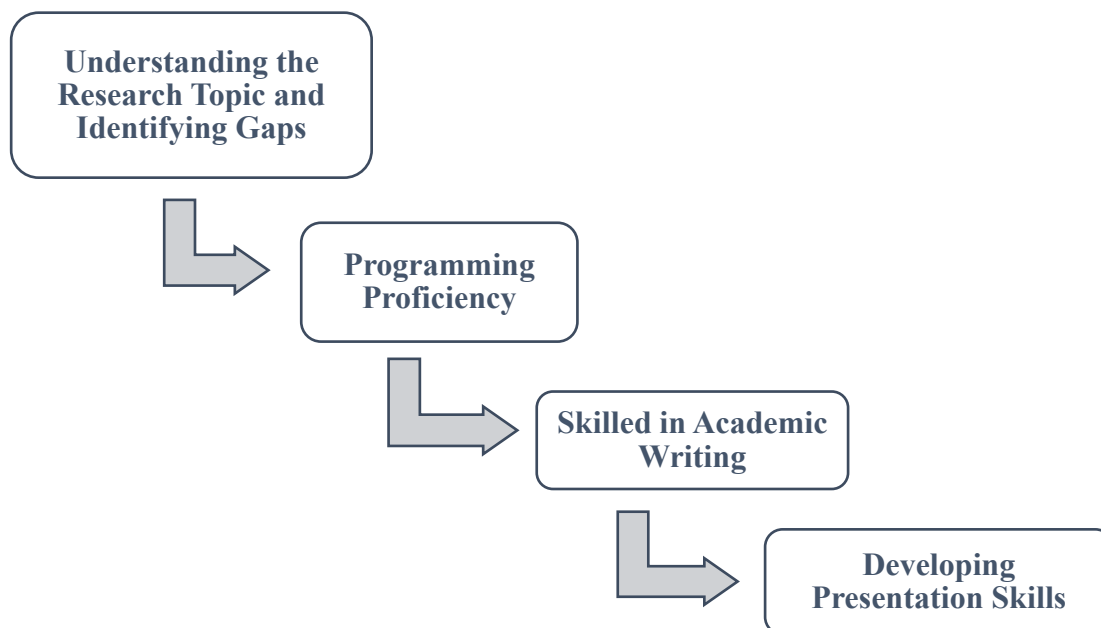 Understanding the
Research Topic and
Identifying Gaps
Programming
Proficiency
Skilled in Academic
Writing
Developing
Presentation Skills